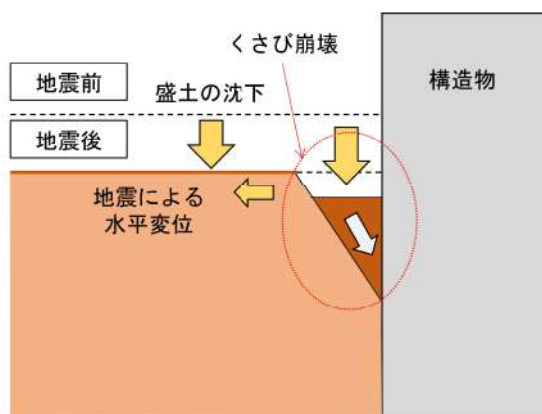 くさび崩壊
地震前
盛土の沈下
構造物
地震後
地震による
水平変位